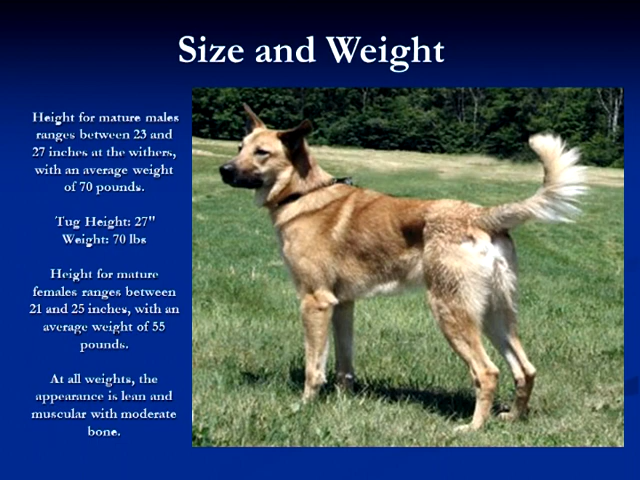 Size and Weight
Height for mature males
ranges between 23 and
27 inches at the withers,
with an average weight
of 70 pounds.
Tug Height: 27"
Weight: 70 lbs
Height for mature
females ranges between
21 and 25 inches, with an
average weight of 55
pounds.
At all weights, the
appearance is lean and
muscular with moderate
bone.